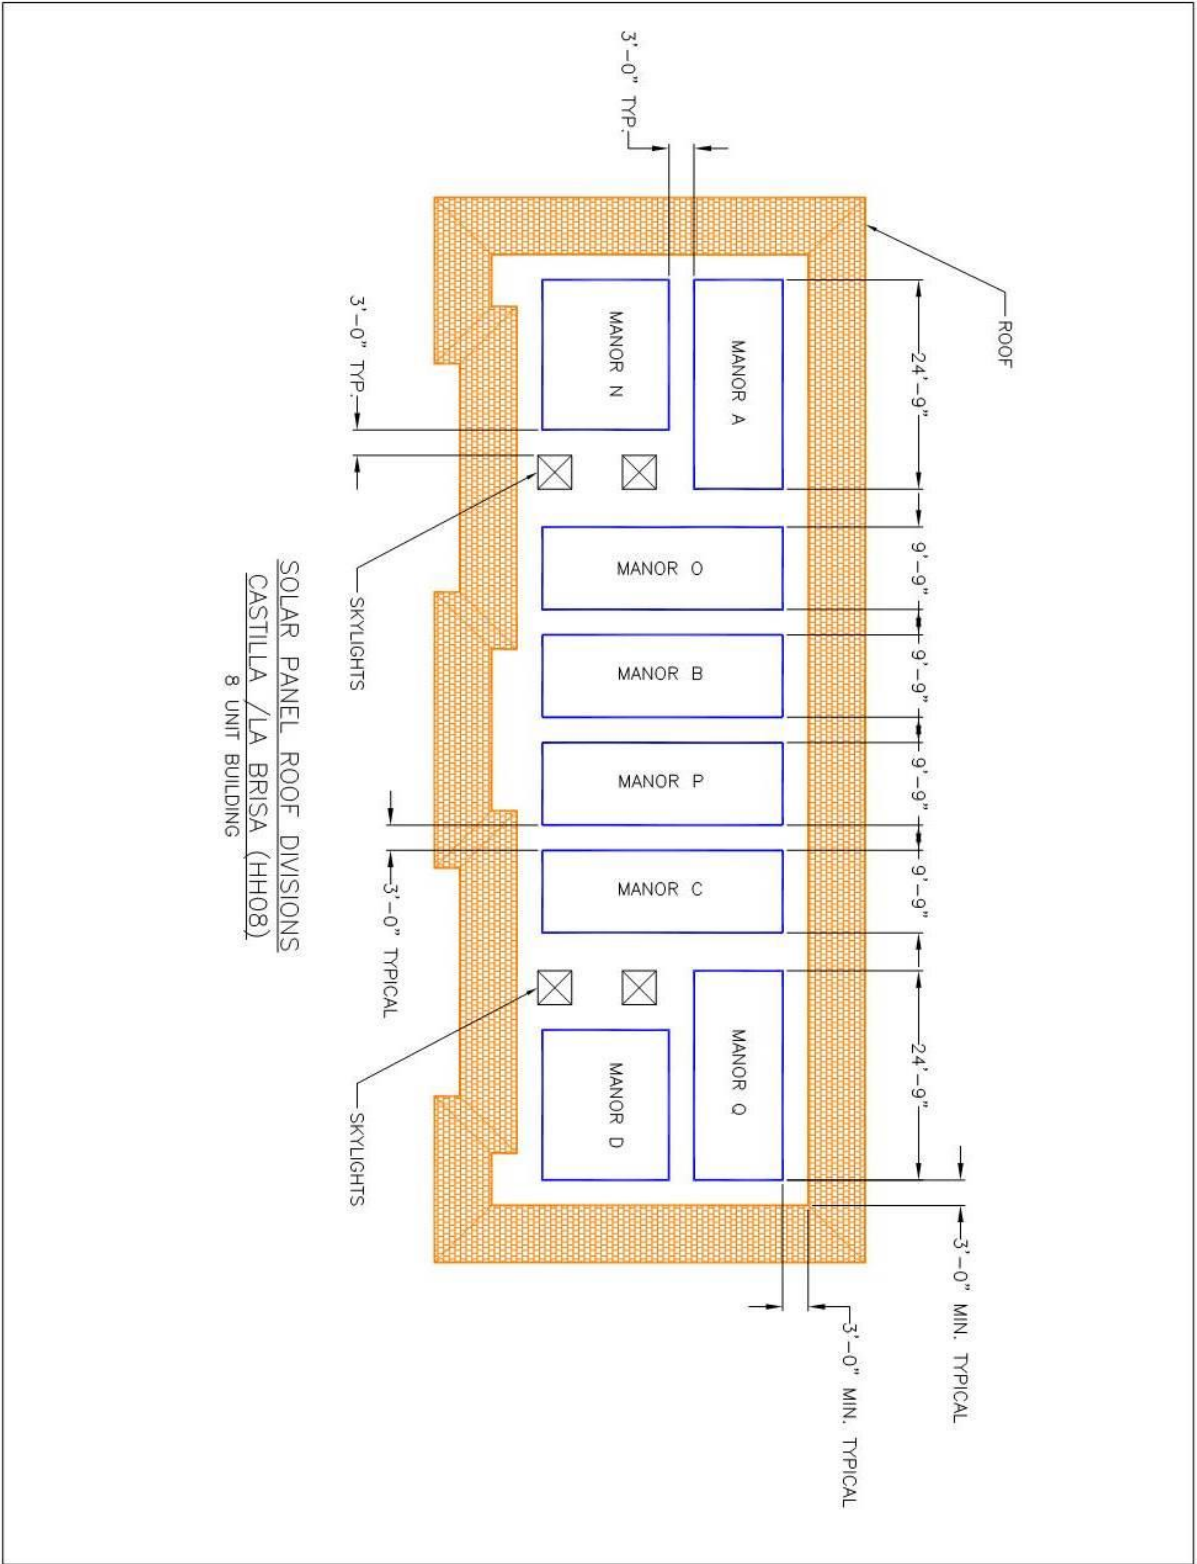 ROOF
3'-0" TYP.
24'-9"
9'-9"
9'-9"
9'-9"
9'-9"
24'-9"
3'-0" MIN. TYPICAL
3'-0" MIN. TYPICAL
MANOR A
MANOR N
MANOR O
MANOR B
MANOR P
MANOR C
MANOR Q
MANOR D
3'-0" TYP.
SKYLIGHTS
3'-0" TYPICAL
SKYLIGHTS
SOLAR PANEL ROOF DIVISIONS
CASTILLA /LA BRISA (HH08)
8 UNIT BUILDING